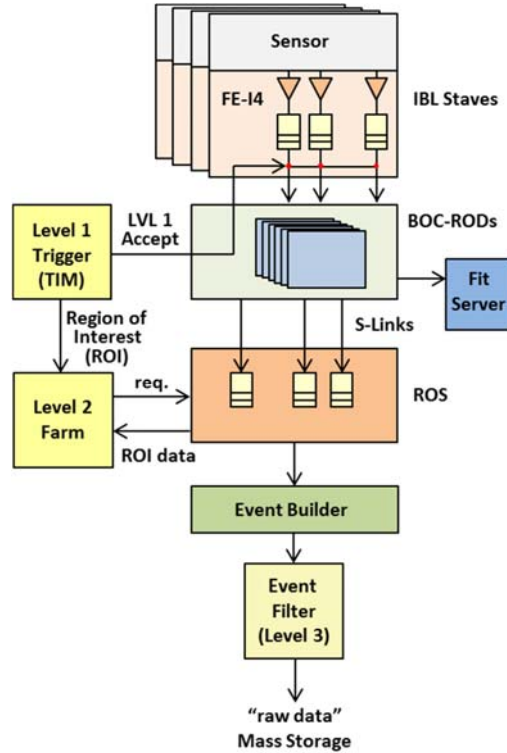 Sensor
FE-I4
IBL Staves
LVL 1
Accept
BOC-RODs
Level 1
Trigger
(TIM)
Fit
Server
S-Links
Region of
Interest
(ROI)
req.
ROS
Level 2
Farm
ROI data
Event Builder
Event
Filter
(Level 3)
“raw data”
Mass Storage